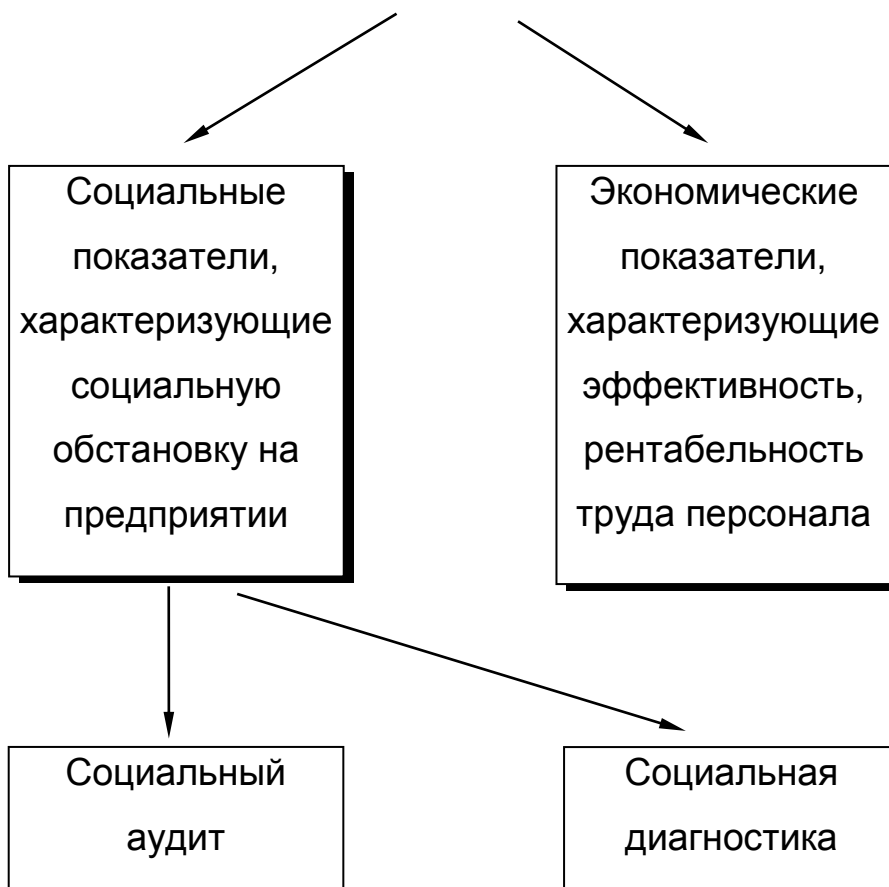 Социальные
показатели,
характеризующие
социальную
обстановку на
предприятии
Экономические
показатели,
характеризующие
эффективность,
рентабельность
труда персонала
Социальный
аудит
Социальная
диагностика